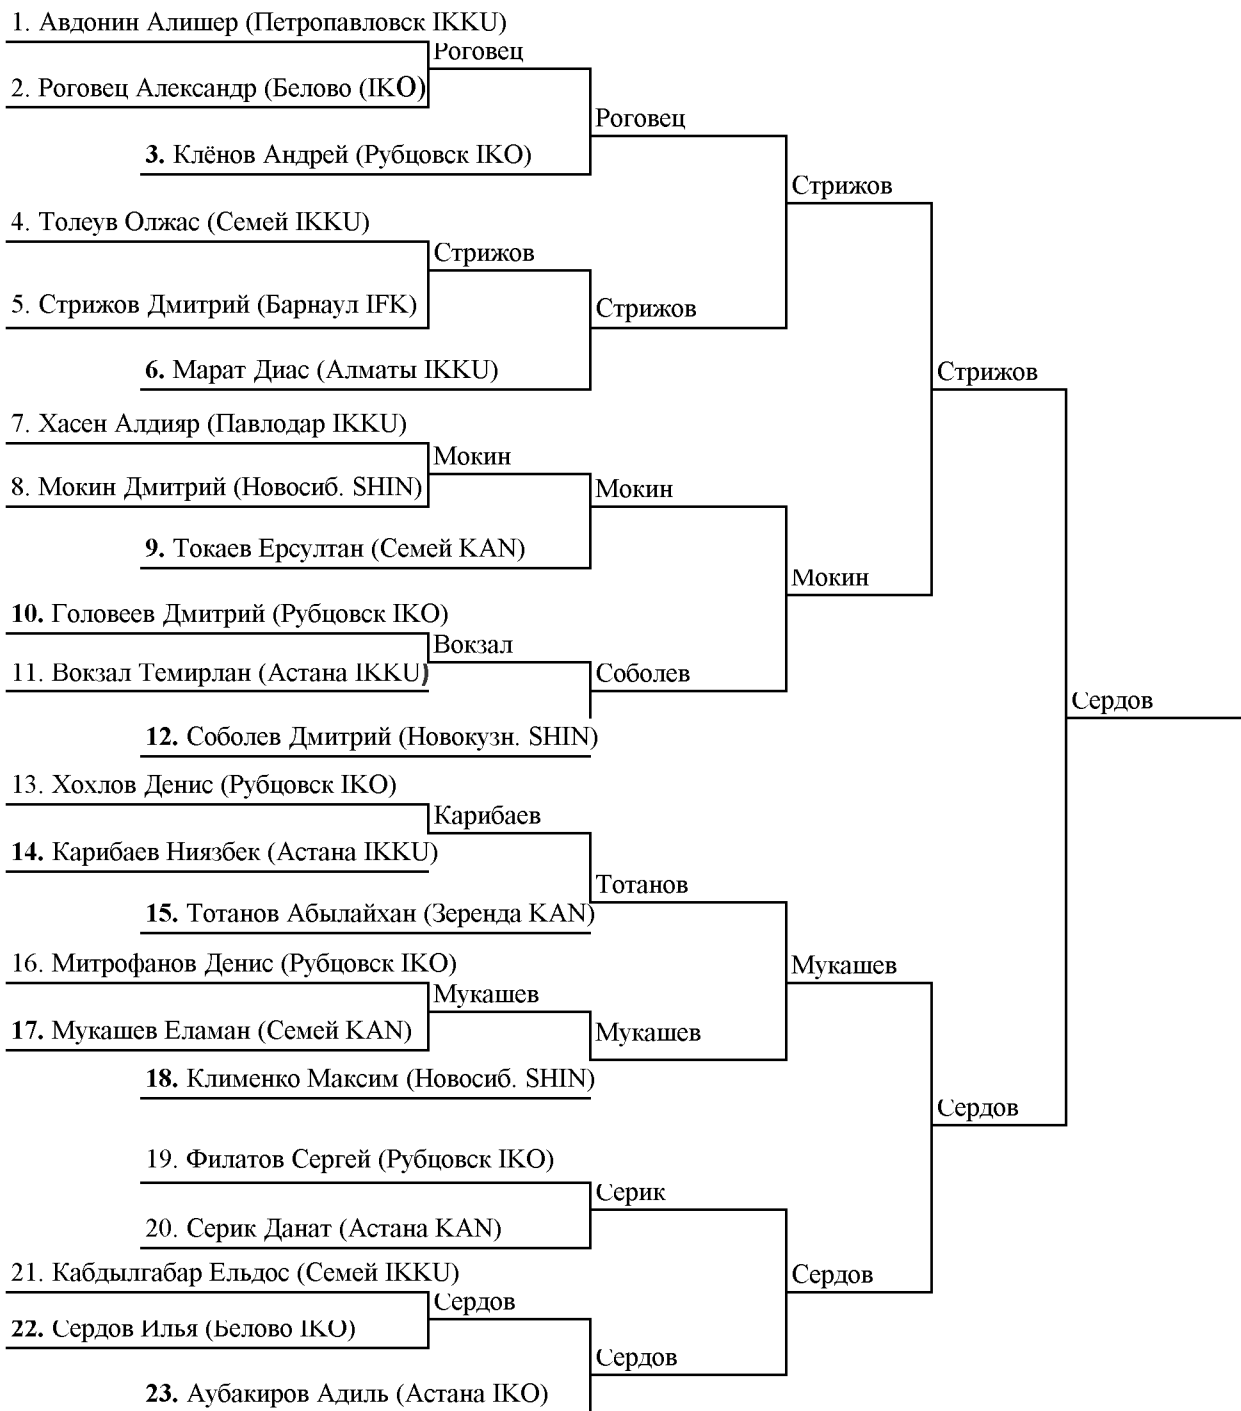 1. Авдонин Алишер (Петропавловск IKKU)
Роговец
2. Роговец Александр (Белово (IKO)
Роговец
3. Клёнов Андрей (Рубцовск IKO)
Стрижов
4. Толеув Олжас (Семей IKKU)
Стрижов
5. Стрижов Дмитрий (Барнаул IFK)
Стрижов
6. Марат Диас (Алматы IKKU)
Стрижов
7. Хасен Алдияр (Павлодар IKKU)
Мокин
8. Мокин Дмитрий (Новосиб. SHIN)
Мокин
9. Токаев Ерсултан (Семей KAN)
Мокин
10. Головеев Дмитрий (Рубцовск IKO)
Вокзал
11. Вокзал Темирлан (Астана IKKU)
Соболев
Сердов
12. Соболев Дмитрий (Новокузн. SHIN)
13. Хохлов Денис (Рубцовск IKO)
Карибаев
14. Карибаев Ниязбек (Астана IKKU)
Тотанов
15. Тотанов Абылайхан (Зеренда KAN)
16. Митрофанов Денис (Рубцовск IKO)
Мукашев
Мукашев
17. Мукашев Еламан (Семей KAN)
Мукашев
18. Клименко Максим (Новосиб. SHIN)
Сердов
19. Филатов Сергей (Рубцовск IKO)
Серик
20. Серик Данат (Астана KAN)
21. Кабдылгабар Ельдос (Семей IKKU)
Сердов
Сердов
22. Сердов Илья (Белово IKO)
Сердов
23. Аубакиров Адиль (Астана IKO)